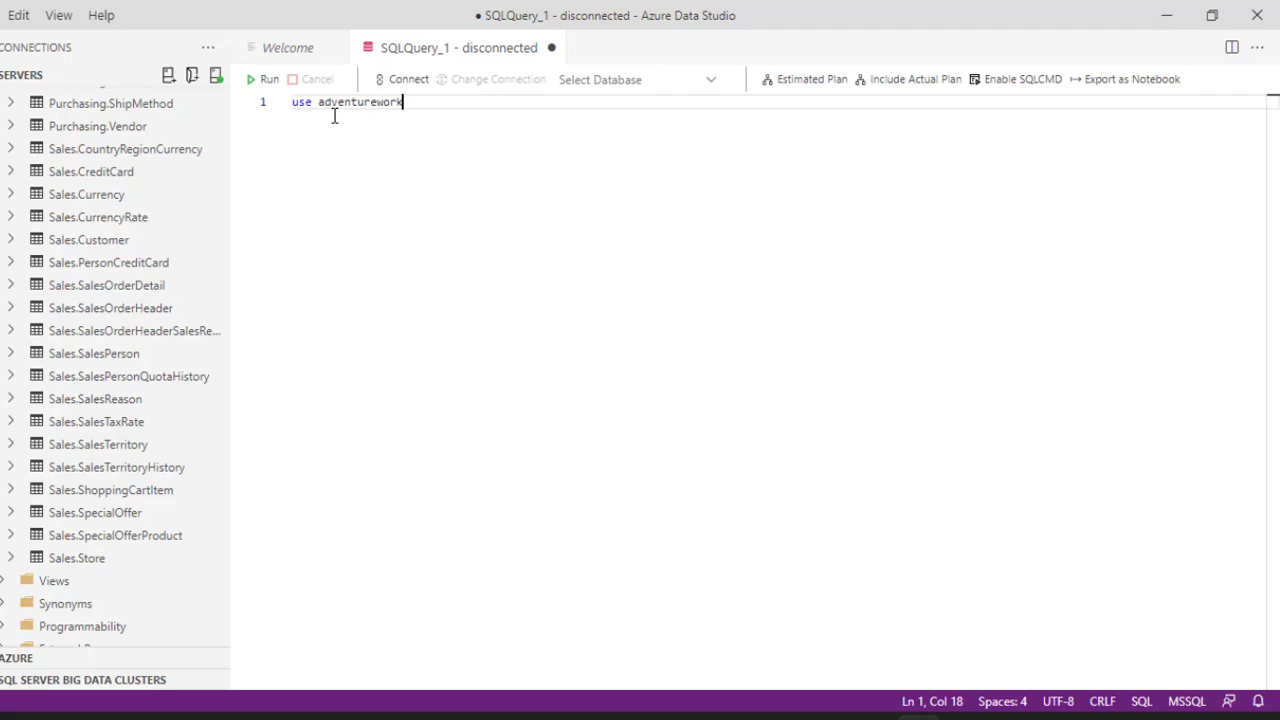 Edit View Help
● SQLQuery_1 - disconnected - Azure Data Studio
CONNECTIONS
Welcome
SQLQuery_1 - disconnected
SERVERS
Run
Cancel
Connect
Change Connection
Select Database
Estimated Plan
Include Actual Plan
Enable SQLCMD
Export as Notebook
1 use adventurework
Purchasing.ShipMethod
Purchasing.Vendor
Sales.CountryRegionCurrency
Sales.CreditCard
Sales.Currency
Sales.CurrencyRate
Sales.Customer
Sales.PersonCreditCard
Sales.SalesOrderDetail
Sales.SalesOrderHeader
Sales.SalesOrderHeaderSalesRe...
Sales.SalesPerson
Sales.SalesPersonQuotaHistory
Sales.SalesReason
Sales.SalesTaxRate
Sales.SalesTerritory
Sales.SalesTerritoryHistory
Sales.ShoppingCartItem
Sales.SpecialOffer
Sales.SpecialOfferProduct
Sales.Store
Views
Synonyms
Programmability
AZURE
SQL SERVER BIG DATA CLUSTERS
Ln 1, Col 18 Spaces: 4 UTF-8 CRLF SQL MSSQL